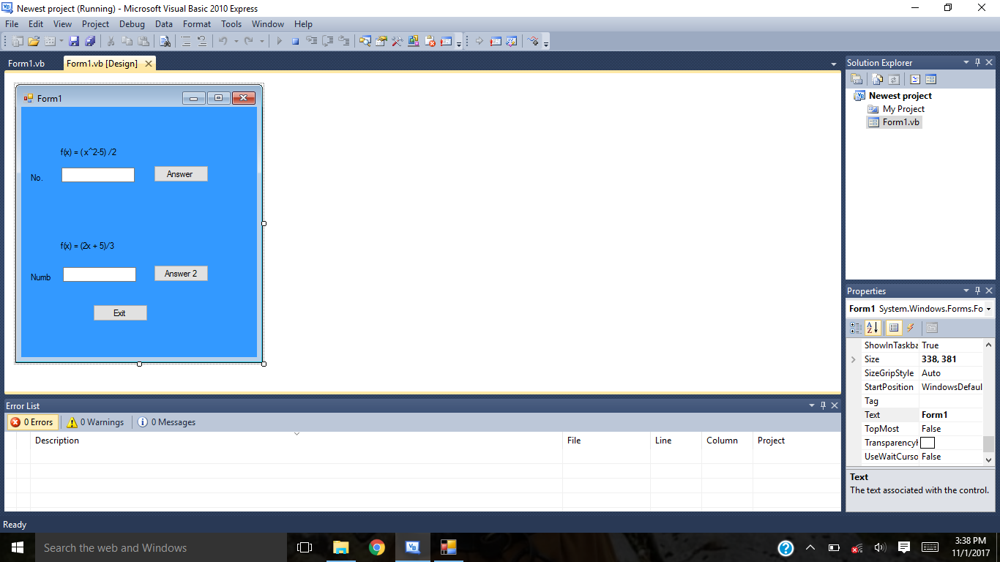 Newest project (Running) - Microsoft Visual Basic 2010 Express
File Edit View Project Debug Data Format Tools Window Help
Form1.vb Form1.vb [Design]
Form1
f(x) = (x^2-5) /2
No.
Answer
f(x) = (2x + 5)/3
Numb
Answer 2
Exit
Solution Explorer
Newest project
My Project
Form1.vb
Properties
Form1 System.Windows.Forms.Fo
ShowInTaskba True
Size 338, 381
SizeGripStyle Auto
StartPosition WindowsDefaul
Tag
Text Form1
TopMost False
Transparencyk
UseWaitCurso False
Text
The text associated with the control.
Error List
0 Errors 0 Warnings 0 Messages
Description File Line Column Project
Ready
Search the web and Windows
3:38 PM
11/1/2017